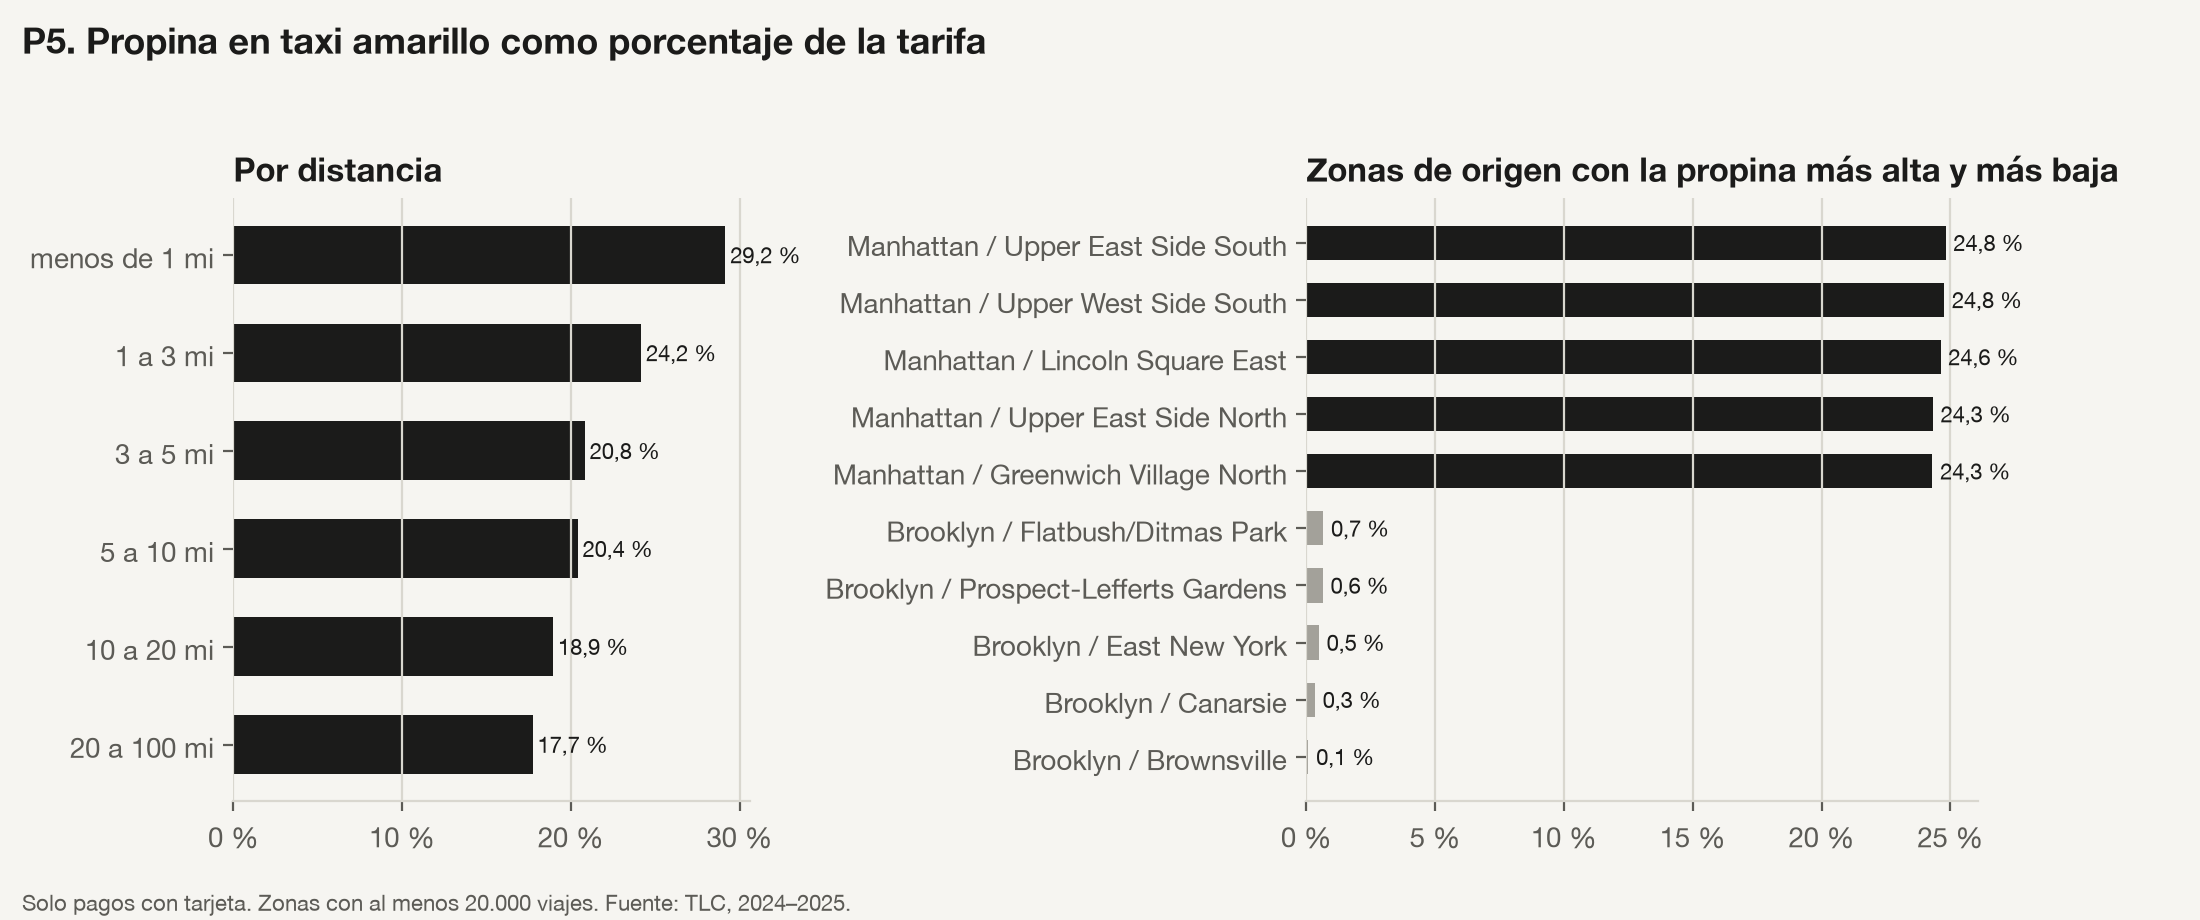 P5. Propina en taxi amarillo como porcentaje de la tarifa
Por distancia
menos de 1 mi 29,2 %
1 a 3 mi 24,2 %
3 a 5 mi 20,8 %
5 a 10 mi 20,4 %
10 a 20 mi 18,9 %
20 a 100 mi 17,7 %
0 % 10 % 20 % 30 %
Zonas de origen con la propina más alta y más baja
Manhattan / Upper East Side South 24,8 %
Manhattan / Upper West Side South 24,8 %
Manhattan / Lincoln Square East 24,6 %
Manhattan / Upper East Side North 24,3 %
Manhattan / Greenwich Village North 24,3 %
Brooklyn / Flatbush/Ditmas Park 0,7 %
Brooklyn / Prospect-Lefferts Gardens 0,6 %
Brooklyn / East New York 0,5 %
Brooklyn / Canarsie 0,3 %
Brooklyn / Brownsville 0,1 %
0 % 5 % 10 % 15 % 20 % 25 %
Solo pagos con tarjeta. Zonas con al menos 20.000 viajes. Fuente: TLC, 2024–2025.